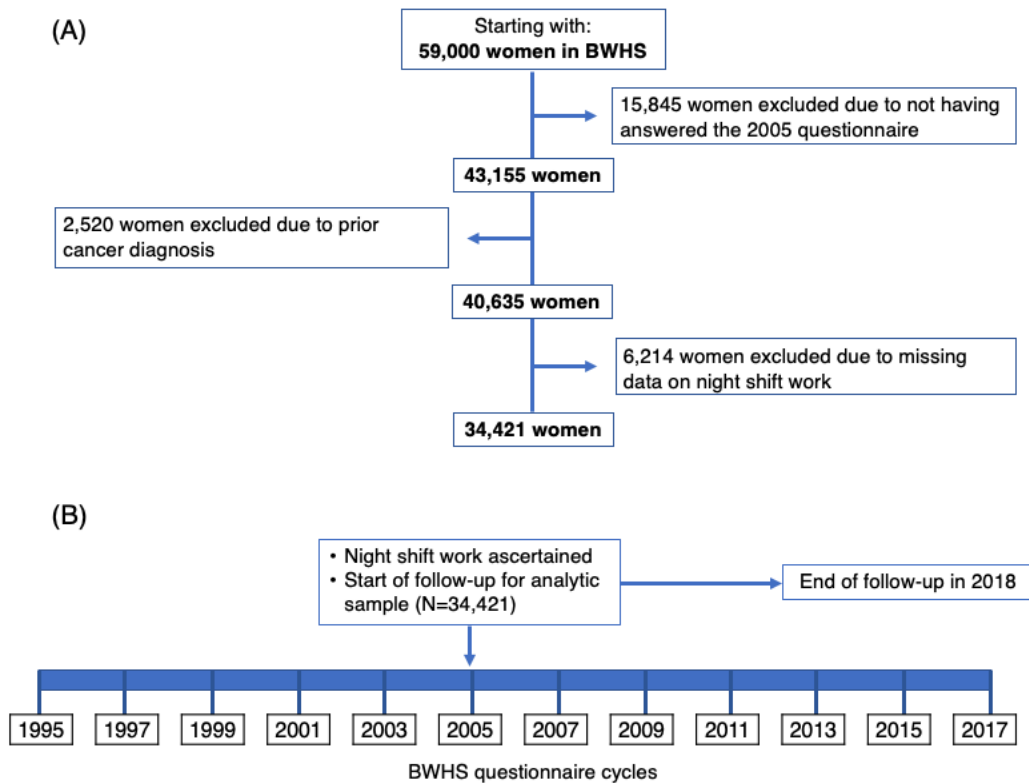 (A)
Starting with:
59,000 women in BWHS
15,845 women excluded due to not having
answered the 2005 questionnaire
43,155 women
2,520 women excluded due to prior
cancer diagnosis
40,635 women
6,214 women excluded due to missing
data on night shift work
34,421 women
(B)
• Night shift work ascertained
• Start of follow-up for analytic
sample (N=34,421)
End of follow-up in 2018
1995 1997 1999 2001 2003 2005 2007 2009 2011 2013 2015 2017
BWHS questionnaire cycles